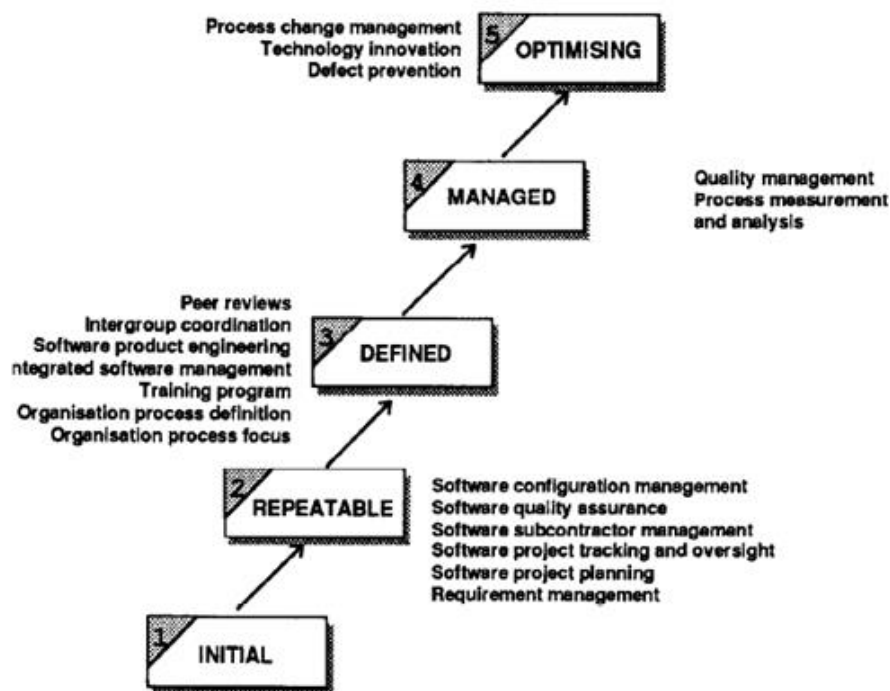 Process change management
Technology innovation
Defect prevention
5
OPTIMISING
4
MANAGED
Quality management
Process measurement
and analysis
Peer reviews
Intergroup coordination
Software product engineering
ntegrated software management
Training program
Organisation process definition
Organisation process focus
3
DEFINED
2
REPEATABLE
Software configuration management
Software quality assurance
Software subcontractor management
Software project tracking and oversight
Software project planning
Requirement management
1
INITIAL